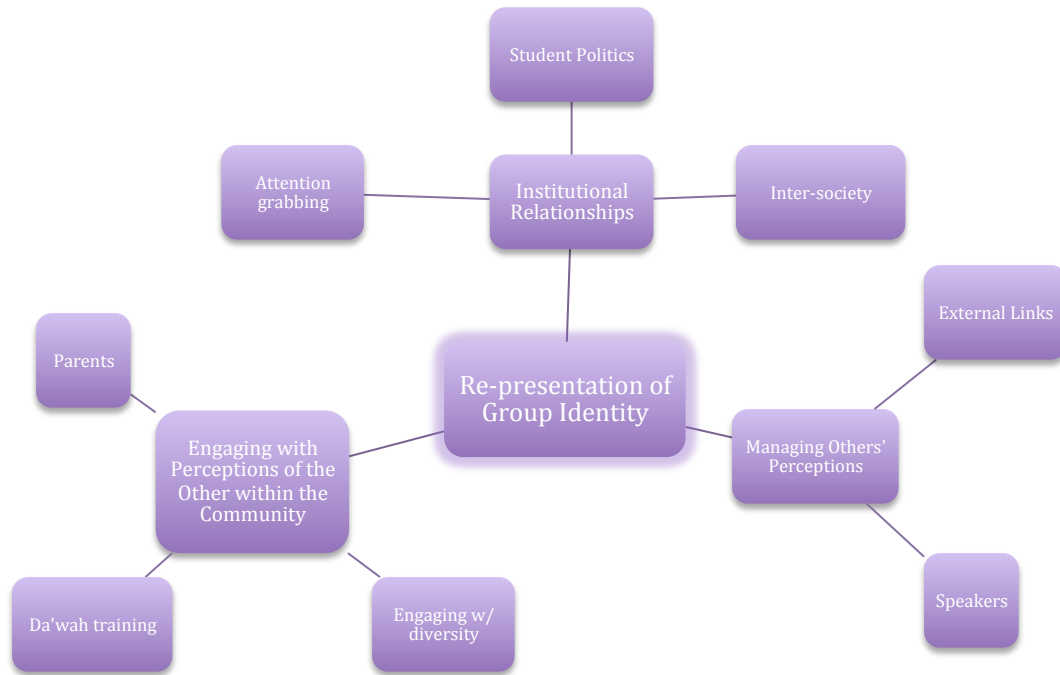 Student Politics
Attention
grabbing
Institutional
Relationships
Inter-society
External Links
Parents
Re-presentation of
Group Identity
Engaging with
Perceptions of the
Other within the
Community
Managing Others'
Perceptions
Da'wah training
Engaging w/
diversity
Speakers